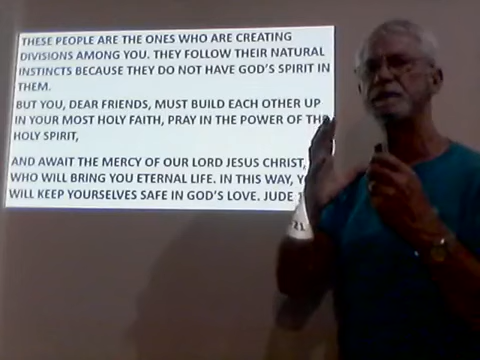 THESE PEOPLE ARE THE ONES WHO ARE CREATING
DIVISIONS AMONG YOU. THEY FOLLOW THEIR NATURAL
INSTINCTS BECAUSE THEY DO NOT HAVE GOD'S SPIRIT IN
THEM.
BUT YOU, DEAR FRIENDS, MUST BUILD EACH OTHER UP
IN YOUR MOST HOLY FAITH, PRAY IN THE POWER OF THE
HOLY SPIRIT,
AND AWAIT THE MERCY OF OUR LORD JESUS CHRIST,
WHO WILL BRING YOU ETERNAL LIFE. IN THIS WAY,
WILL KEEP YOURSELVES SAFE IN GOD'S LOVE. JUDE
21